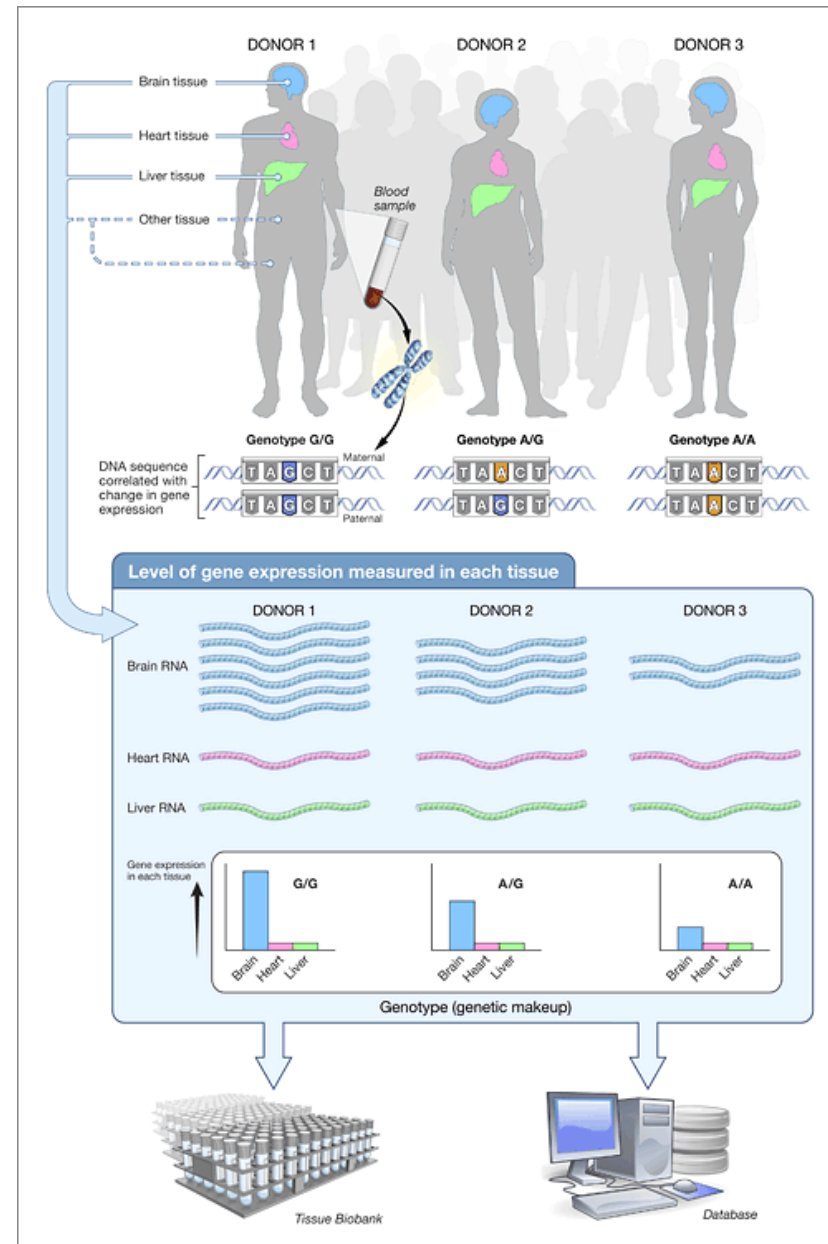 DONOR 1
DONOR 2
DONOR 3
Brain tissue
Heart tissue
Liver tissue
Other tissue
Blood
sample
Genotype G/G
Genotype A/G
Genotype A/A
DNA sequence
correlated with
change in gene
expression
Maternal
T A G C T
T A A C T
T A A C T
T A G C T
T A G C T
T A A C T
Paternal
Level of gene expression measured in each tissue
DONOR 1
DONOR 2
DONOR 3
Brain RNA
Heart RNA
Liver RNA
Gene expression
in each tissue
G/G
A/G
A/A
Brain
Heart
Liver
Brain
Heart
Liver
Brain
Heart
Liver
Genotype (genetic makeup)
Tissue Biobank
Database